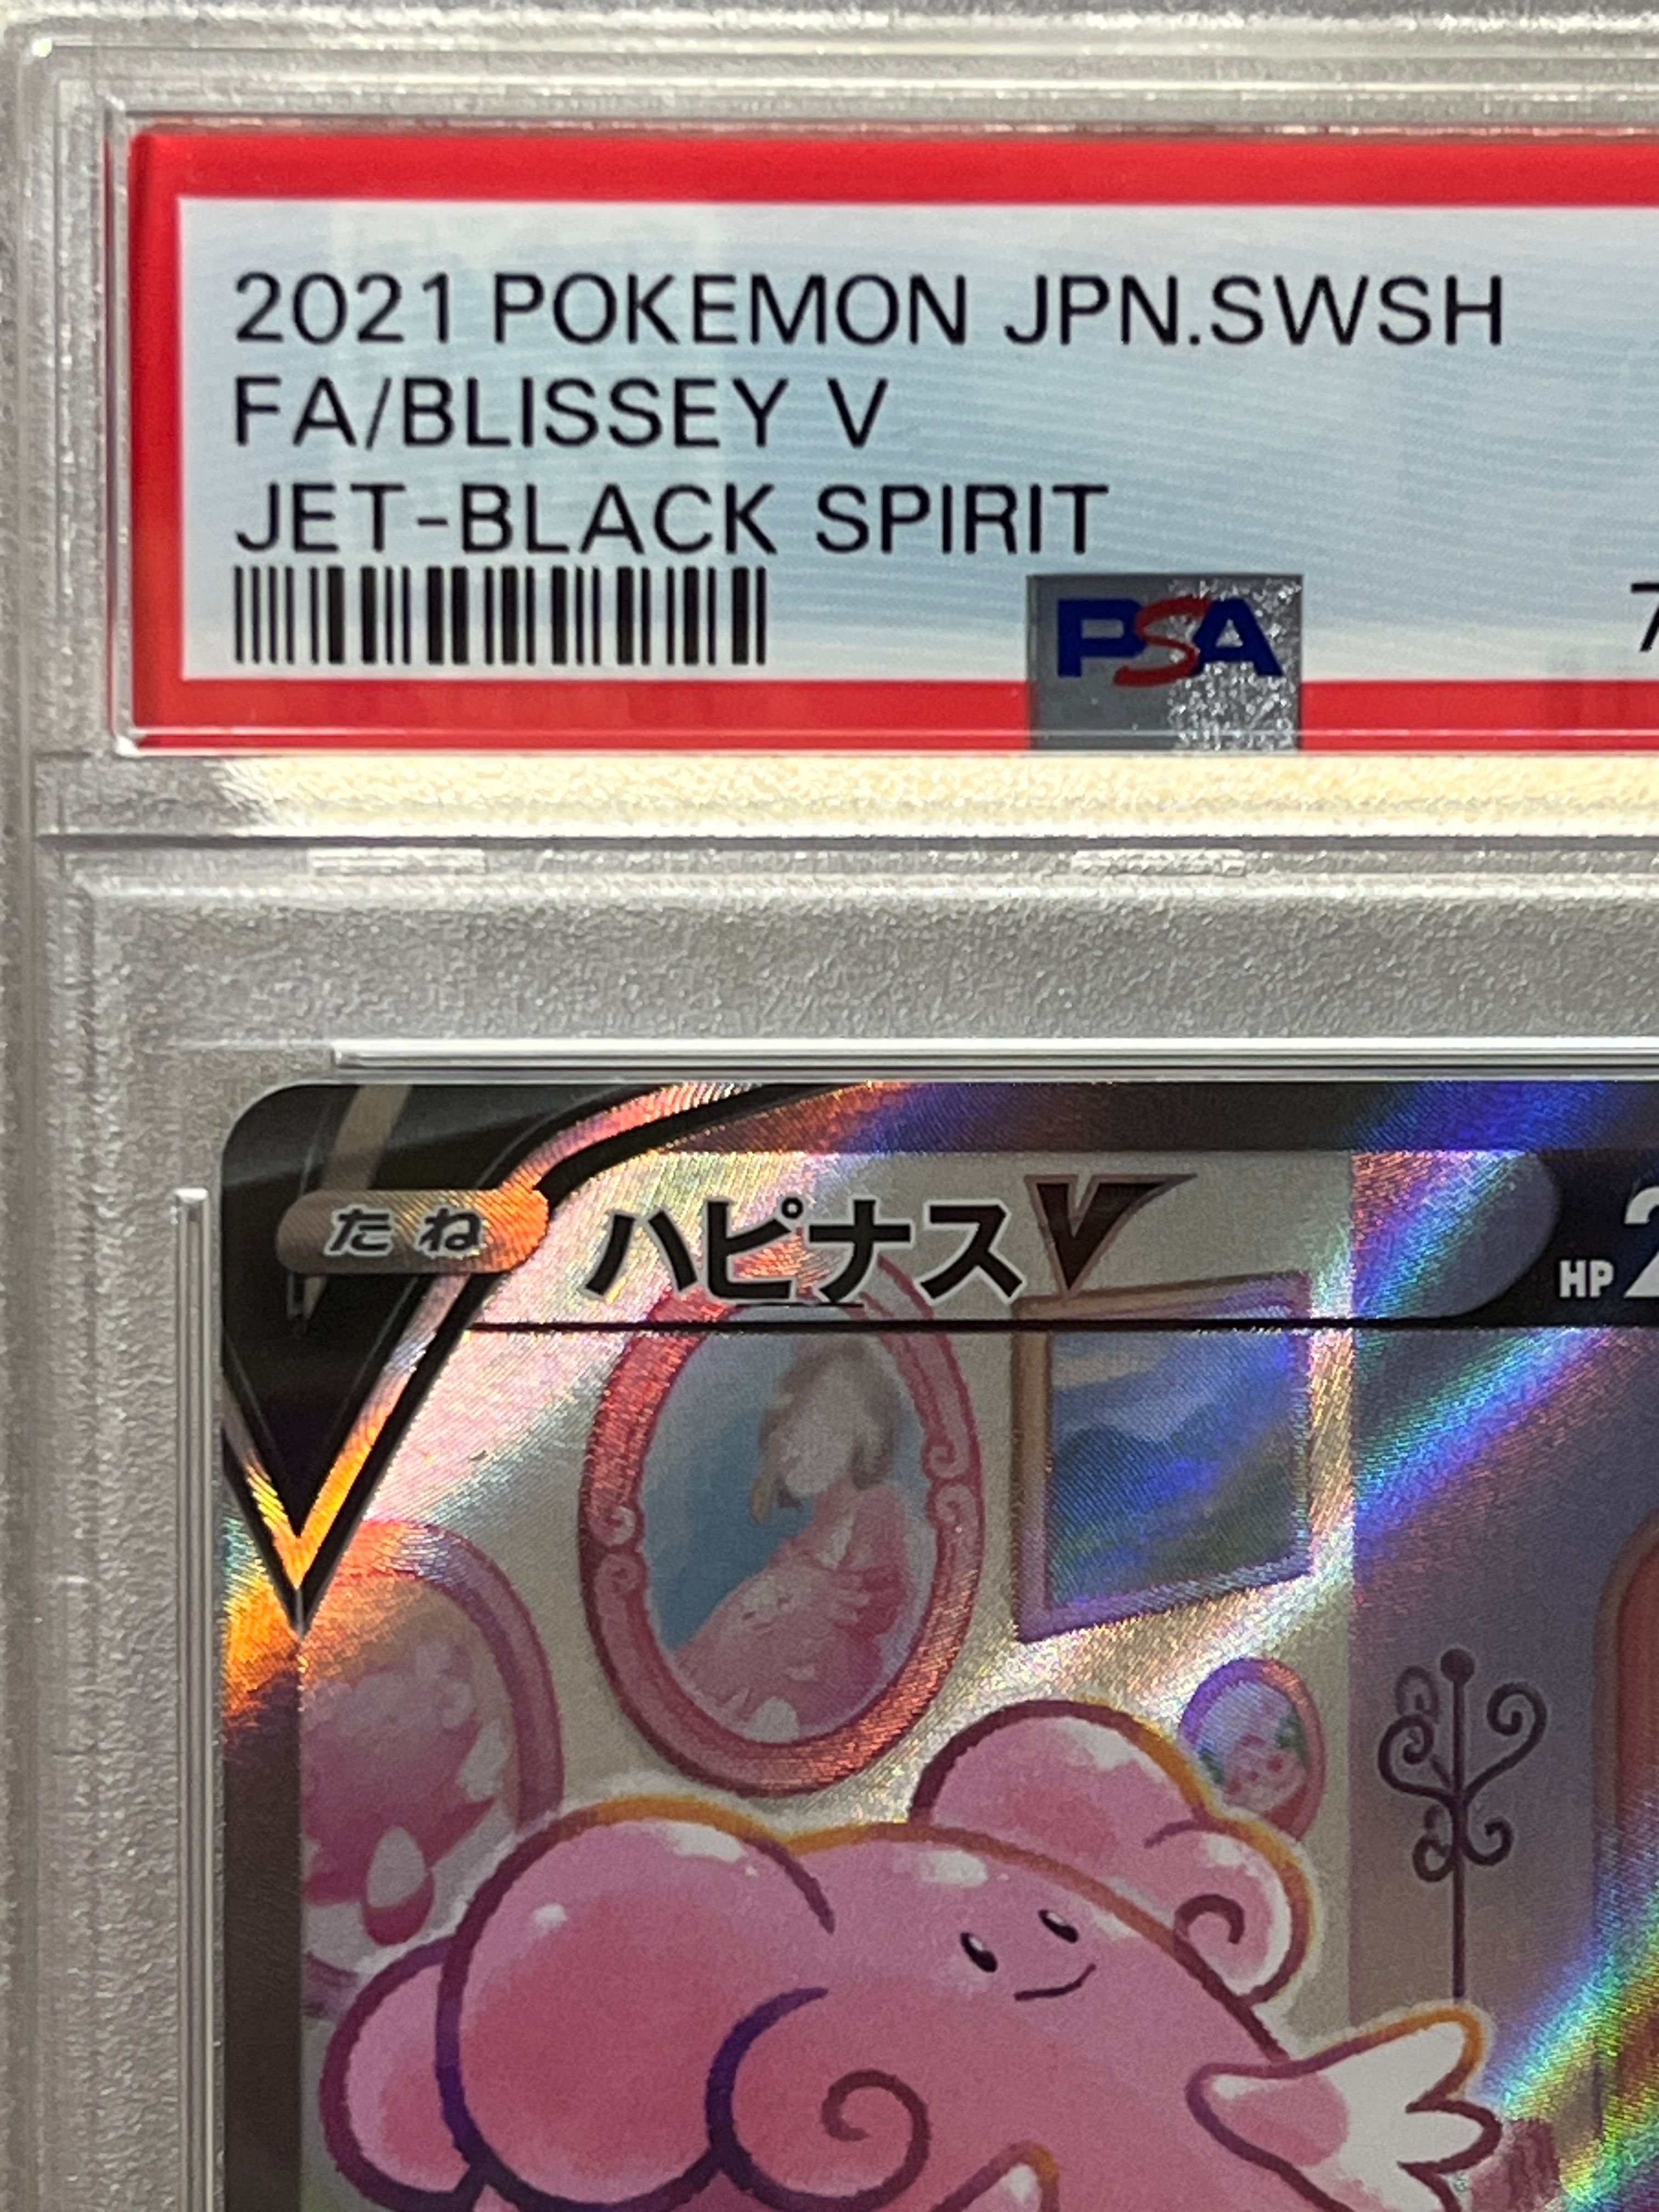 2021 POKEMON JPN.SWSH
FA/BLISSEY V
JET-BLACK SPIRIT
PSA
たね ハピナスV HP